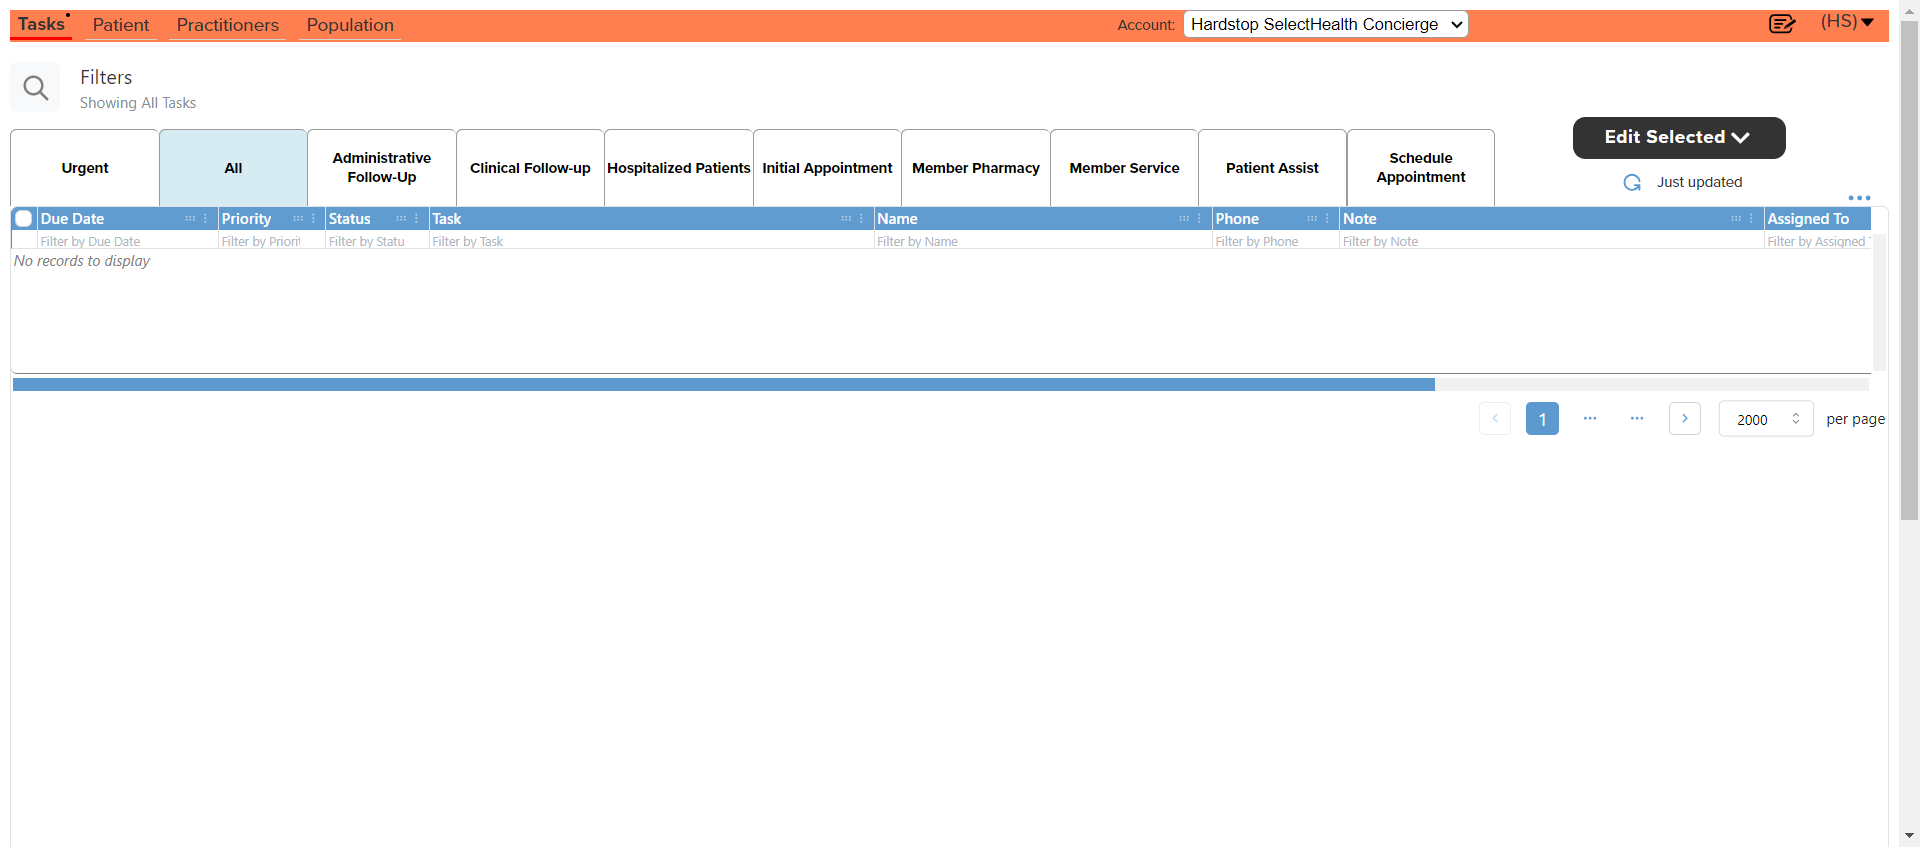 Tasks Patient Practitioners Population Account: Hardstop SelectHealth Concierge (HS)
Filters
Showing All Tasks
Edit Selected
Urgent All Administrative Follow-Up Clinical Follow-up Hospitalized Patients Initial Appointment Member Pharmacy Member Service Patient Assist Schedule Appointment
Just updated
Due Date Priority Status Task Name Phone Note Assigned To
Filter by Due Date Filter by Priorit Filter by Statu Filter by Task Filter by Name Filter by Phone Filter by Note Filter by Assigned
No records to display
1 2000 per page